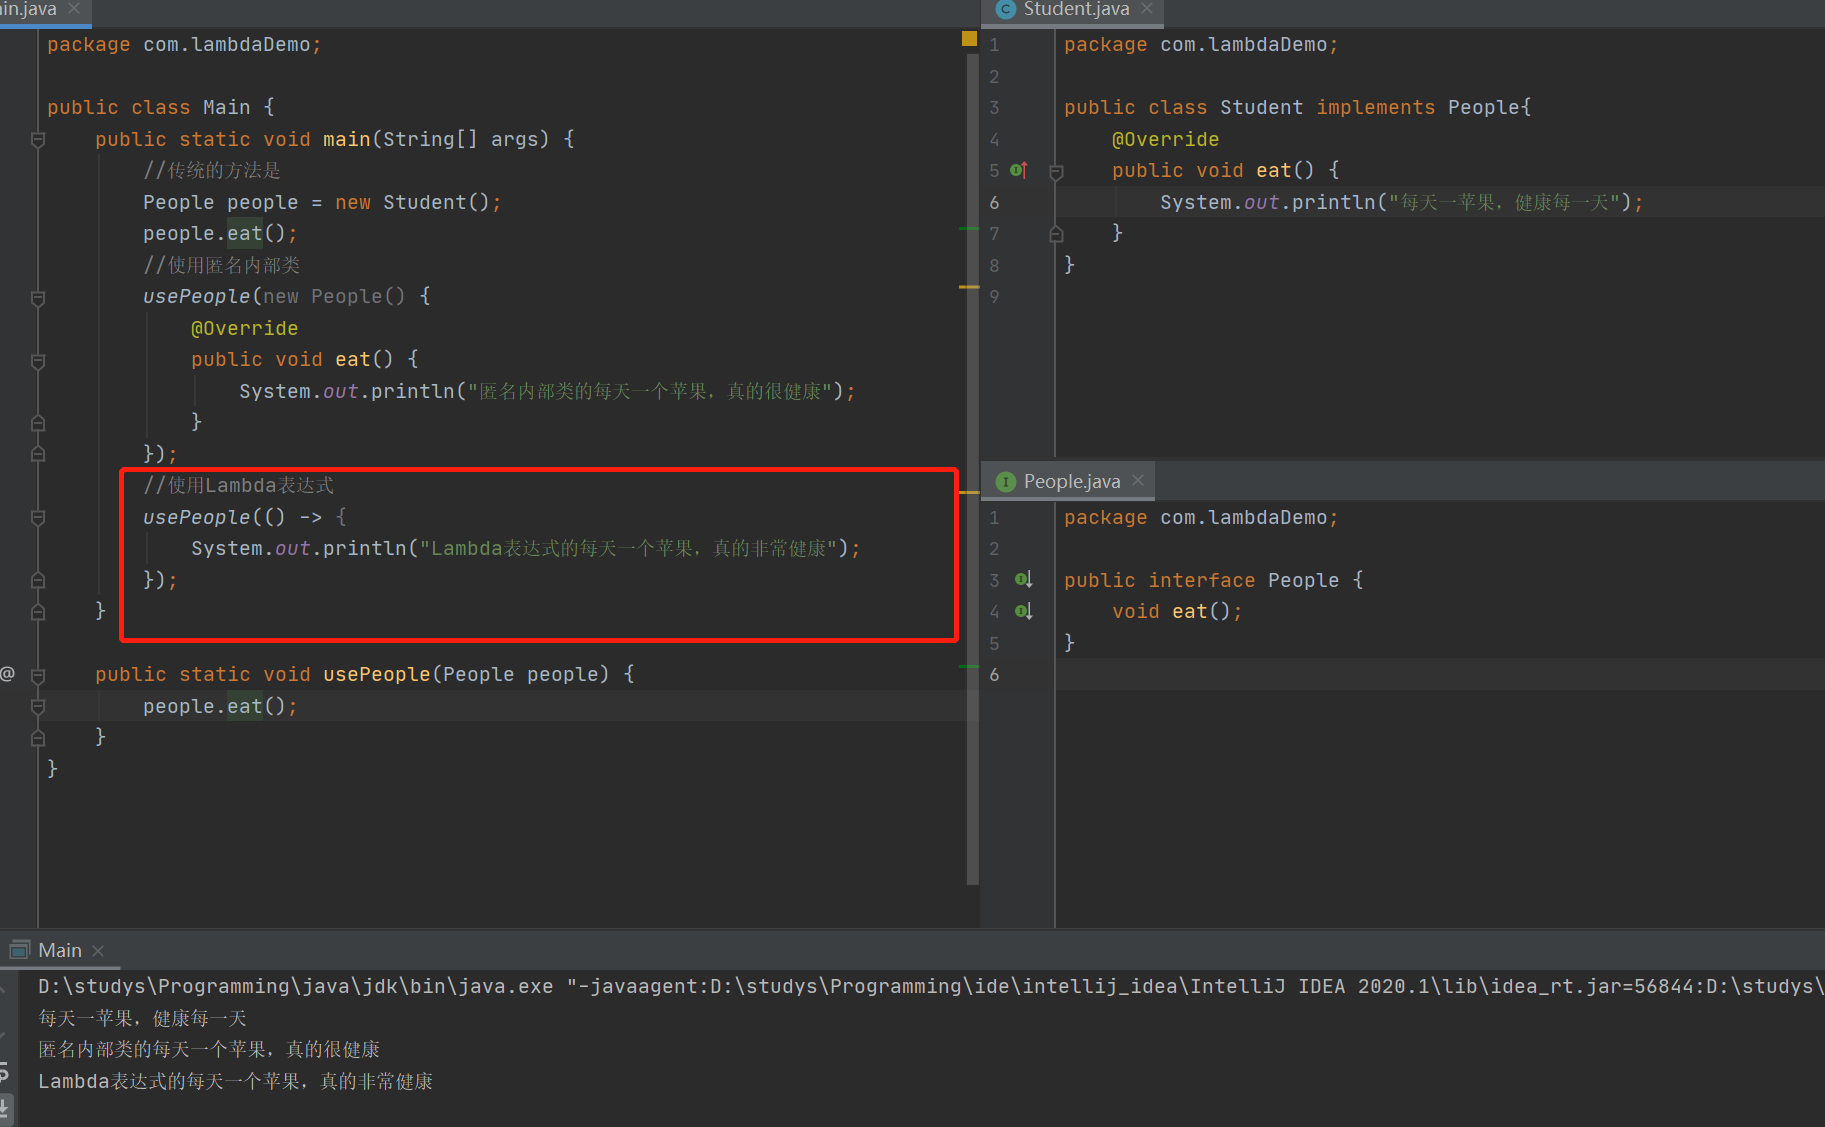 in.java
package com.lambdaDemo;
public class Main {
public static void main(String[] args) {
//传统的方法是
People people = new Student();
people.eat();
//使用匿名内部类
usePeople(new People() {
@Override
public void eat() {
System.out.println("匿名内部类的每天一个苹果，真的很健康");
}
});
//使用Lambda表达式
usePeople(() -> {
System.out.println("Lambda表达式的每天一个苹果，真的非常健康");
});
}
@
public static void usePeople(People people) {
people.eat();
}
}
Student.java
1 package com.lambdaDemo;
2
3 public class Student implements People{
4 @Override
5 public void eat() {
6 System.out.println("每天一苹果，健康每一天");
7 }
8 }
9
People.java
1 package com.lambdaDemo;
2
3 public interface People {
4 void eat();
5 }
6
Main
D:\studys\Programming\java\jdk\bin\java.exe "-javaagent:D:\studys\Programming\ide\intellij_idea\IntelliJ IDEA 2020.1\lib\idea_rt.jar=56844:D:\studys\
每天一苹果，健康每一天
匿名内部类的每天一个苹果，真的很健康
Lambda表达式的每天一个苹果，真的非常健康